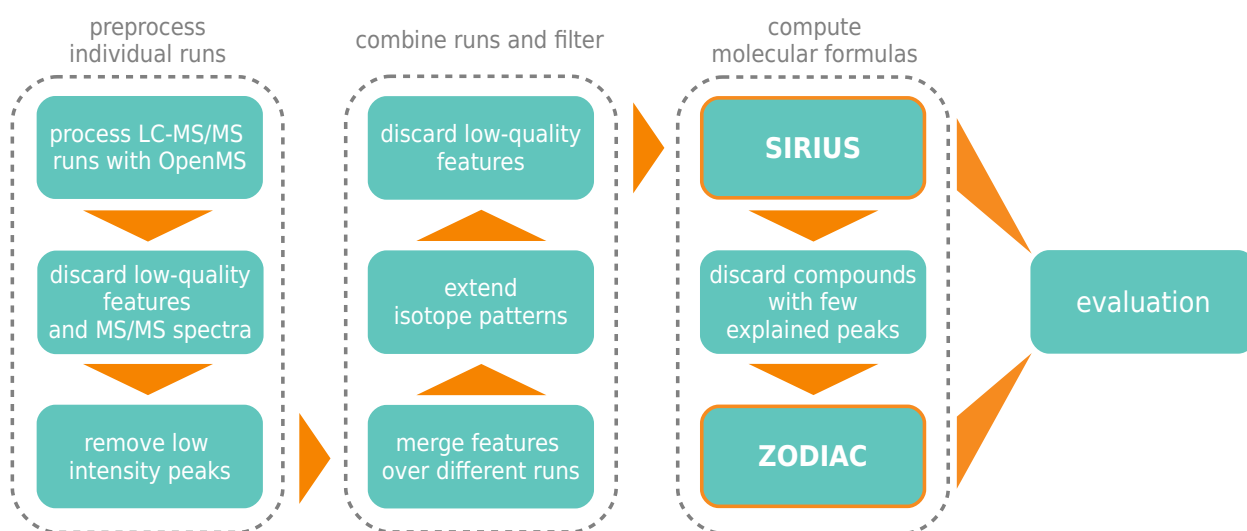 preprocess
individual runs
process LC-MS/MS
runs with OpenMS
discard low-quality
features
and MS/MS spectra
remove low
intensity peaks
combine runs and filter
discard low-quality
features
extend
isotope patterns
merge features
over different runs
compute
molecular formulas
SIRIUS
discard compounds
with few
explained peaks
ZODIAC
evaluation